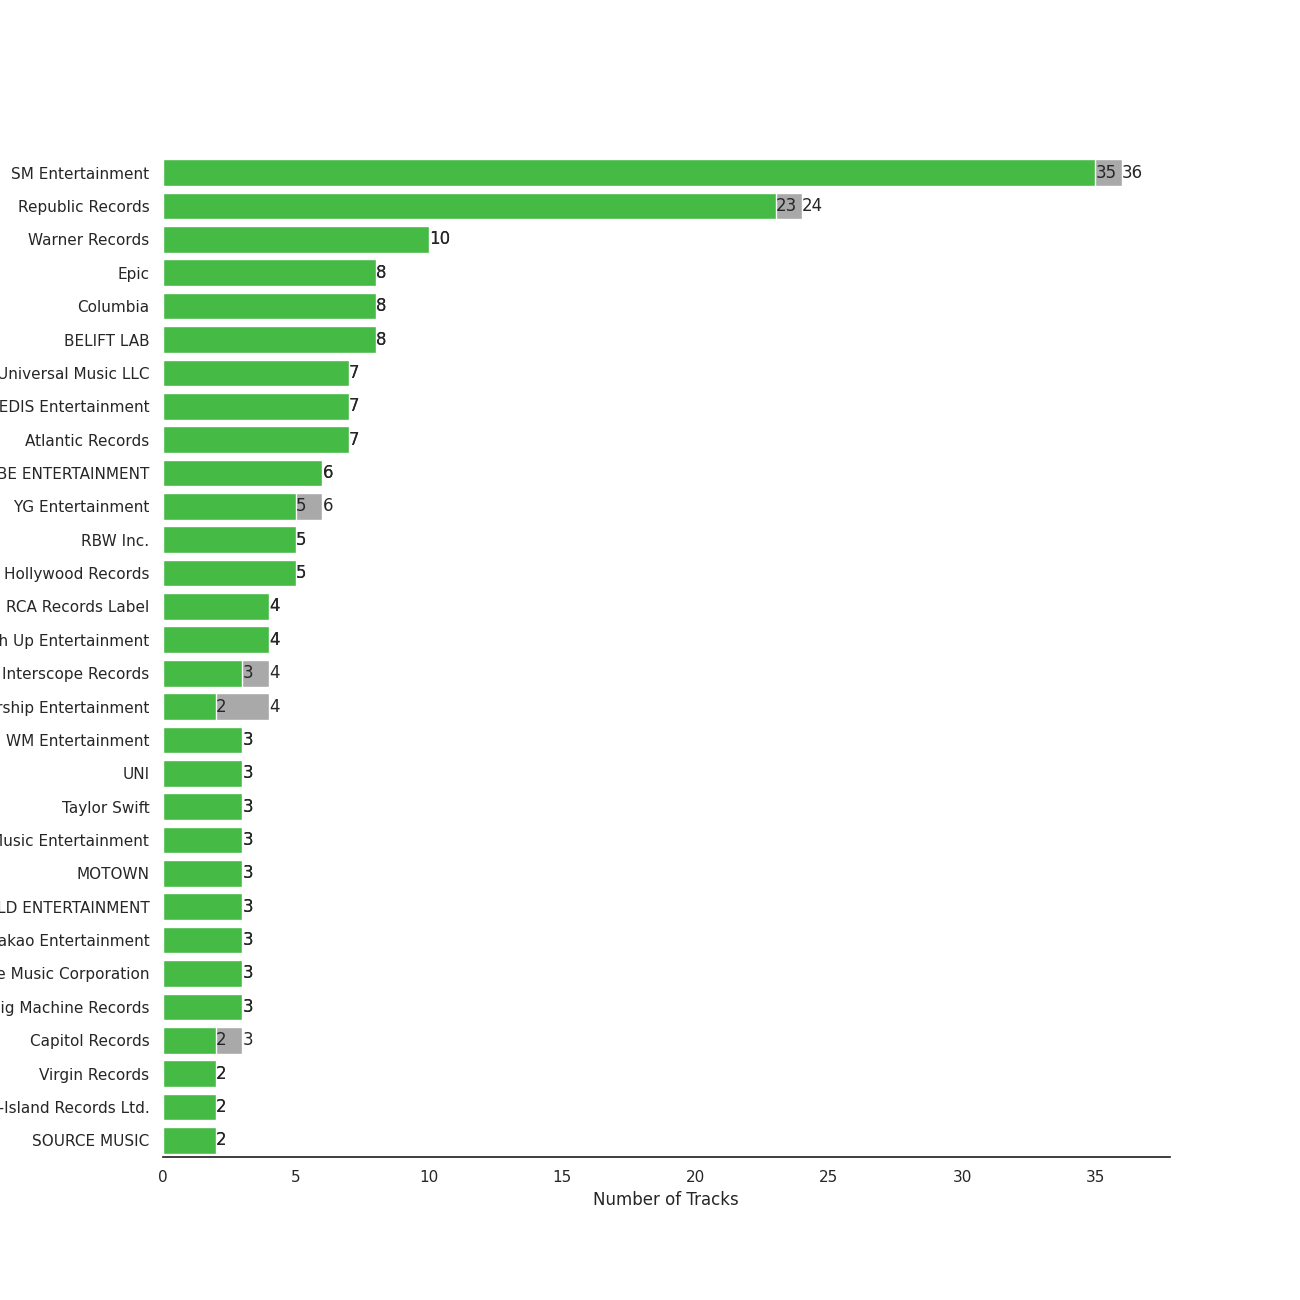 SM Entertainment 35 36
Republic Records 23 24
Warner Records 10
Epic 8
Columbia 8
BELIFT LAB 8
Universal Music LLC 7
EDIS Entertainment 7
Atlantic Records 7
BE ENTERTAINMENT 6
YG Entertainment 5 6
RBW Inc. 5
Hollywood Records 5
RCA Records Label 4
h Up Entertainment 4
Interscope Records 3 4
rship Entertainment 2 4
WM Entertainment 3
UNI 3
Taylor Swift 3
Music Entertainment 3
MOTOWN 3
LD ENTERTAINMENT 3
akao Entertainment 3
e Music Corporation 3
ig Machine Records 3
Capitol Records 2 3
Virgin Records 2
-Island Records Ltd. 2
SOURCE MUSIC 2
0 5 10 15 20 25 30 35
Number of Tracks